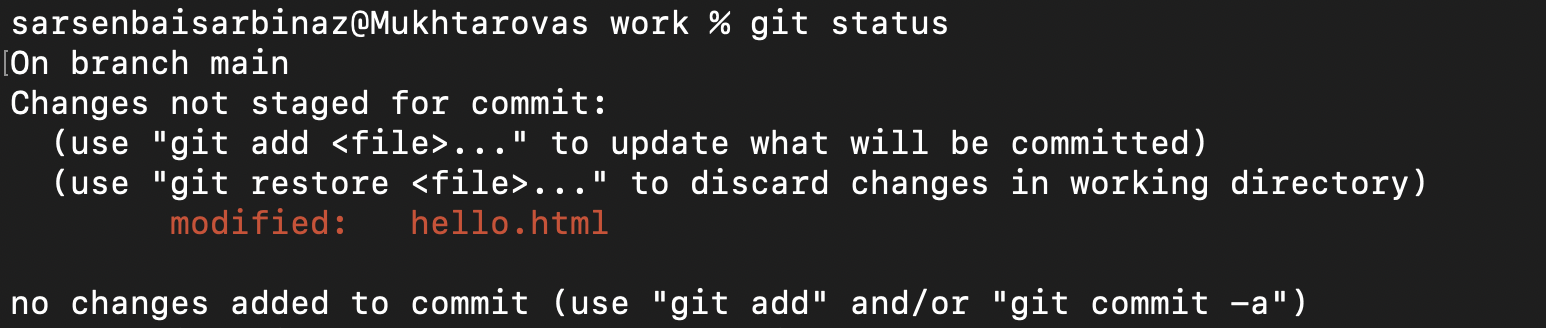 sarsenbaisarbinaz@Mukhtarovas work % git status
[On branch main
Changes not staged for commit:
  (use "git add <file>..." to update what will be committed)
  (use "git restore <file>..." to discard changes in working directory)
        modified:   hello.html

no changes added to commit (use "git add" and/or "git commit -a")